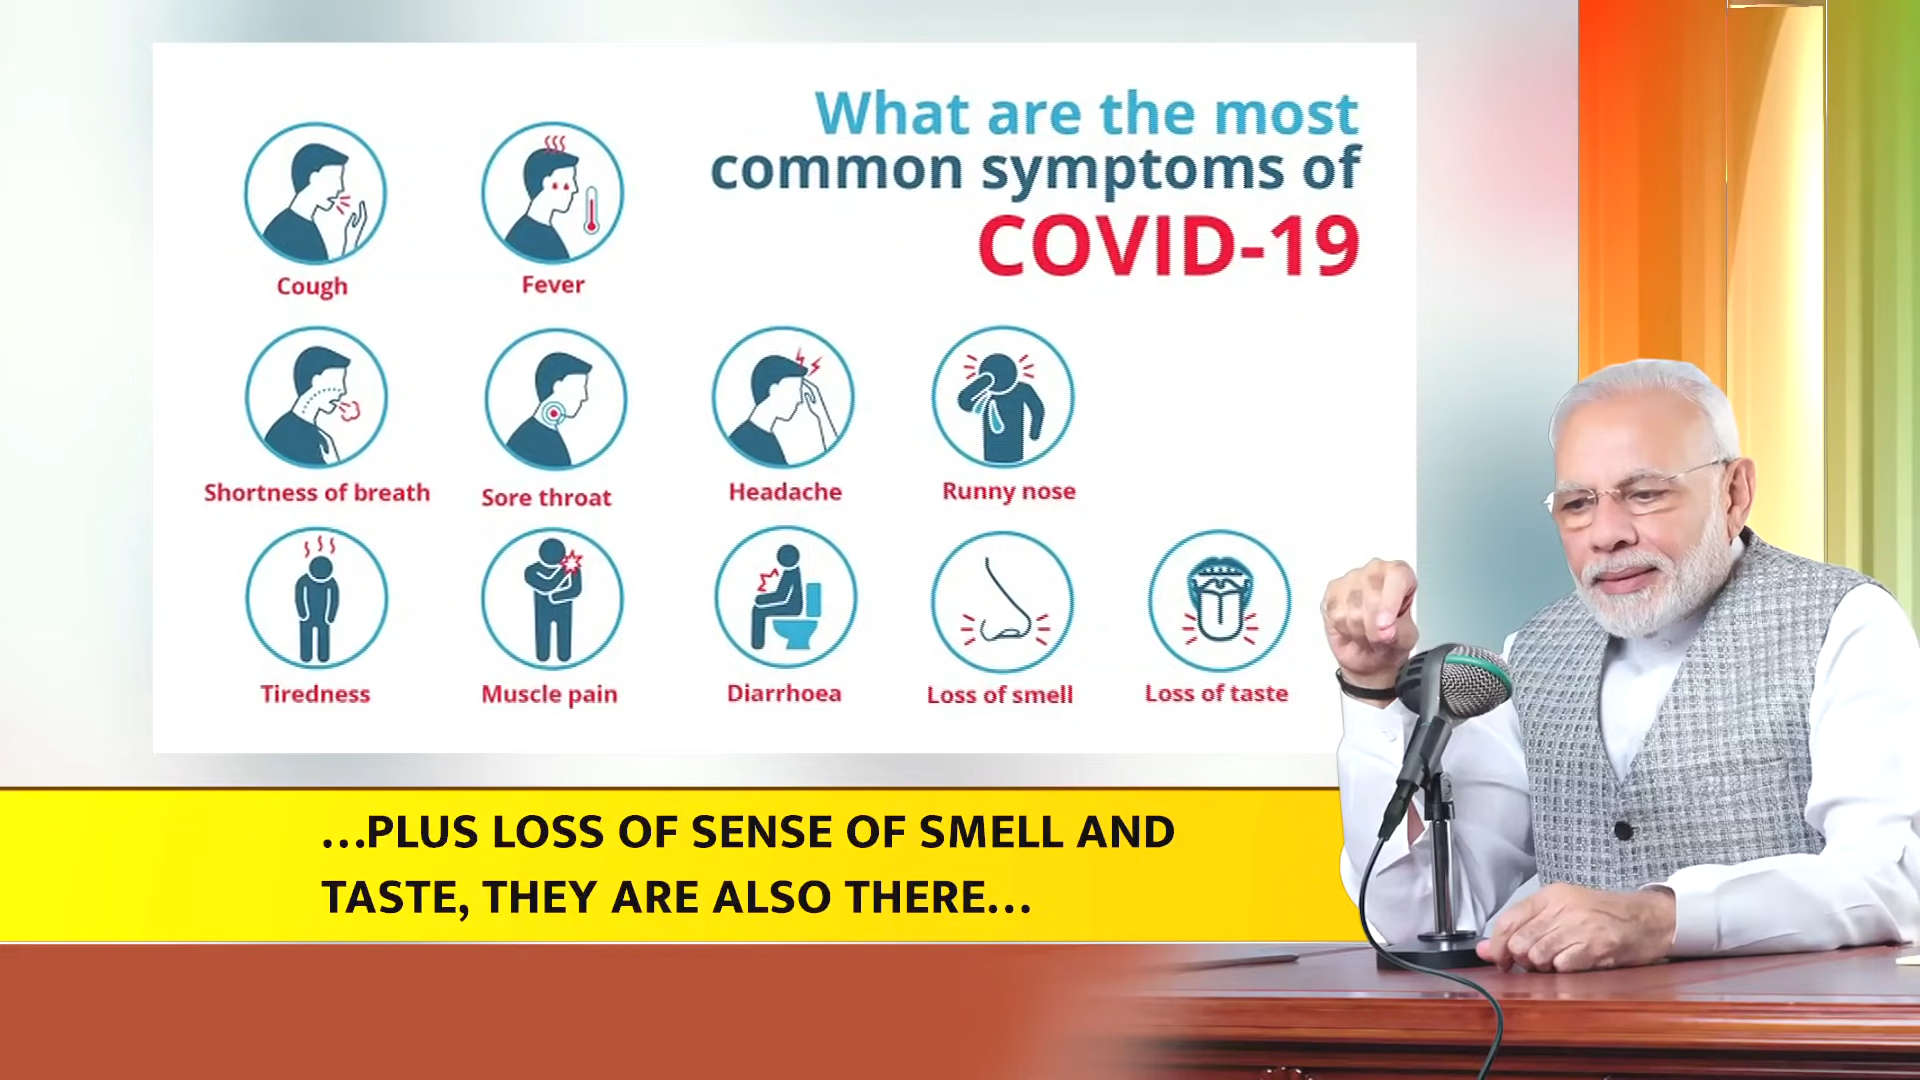 What are the most
common symptoms of
COVID-19
Cough
Fever
Shortness of breath
Sore throat
Headache
Runny nose
Tiredness
Muscle pain
Diarrhoea
Loss of smell
Loss of taste
...PLUS LOSS OF SENSE OF SMELL AND
TASTE, THEY ARE ALSO THERE...